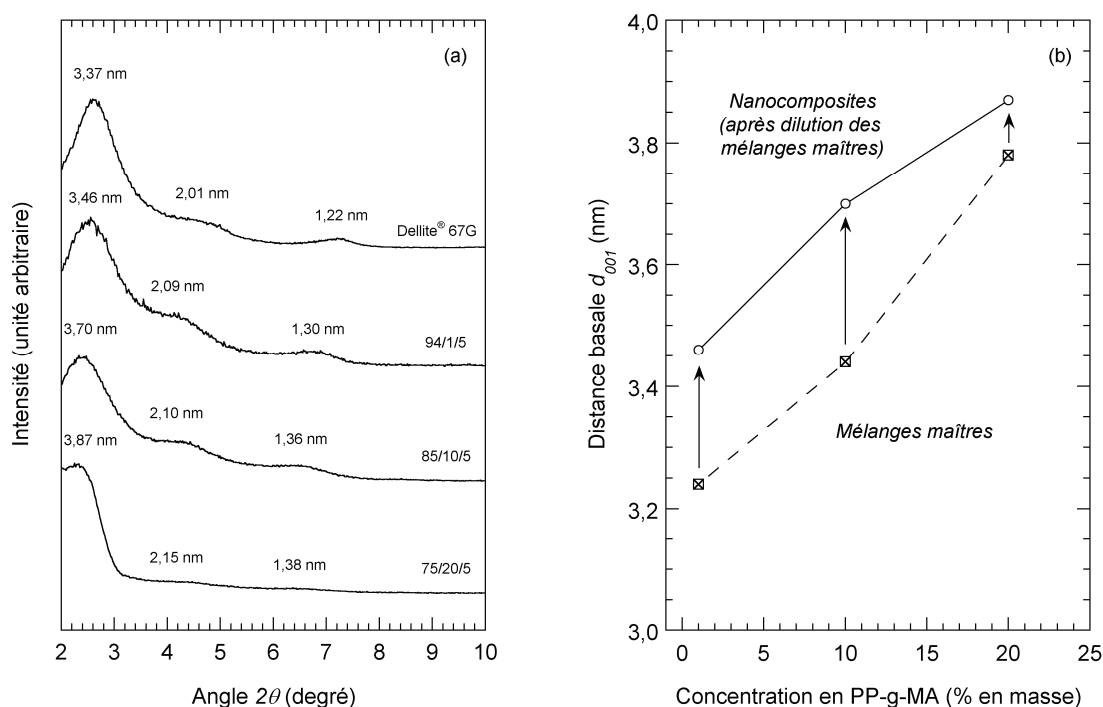 (a)
3,37 nm
2,01 nm
1,22 nm
Dellite® 67G
3,46 nm
2,09 nm
1,30 nm
94/1/5
3,70 nm
2,10 nm
1,36 nm
85/10/5
3,87 nm
2,15 nm
1,38 nm
75/20/5
Intensité (unité arbitraire)
2 3 4 5 6 7 8 9 10
Angle 2θ (degré)
(b)
4,0
3,8
3,6
3,4
3,2
3,0
Distance basale d001 (nm)
Nanocomposites
(après dilution des
mélanges maîtres)
Mélanges maîtres
0 5 10 15 20 25
Concentration en PP-g-MA (% en masse)